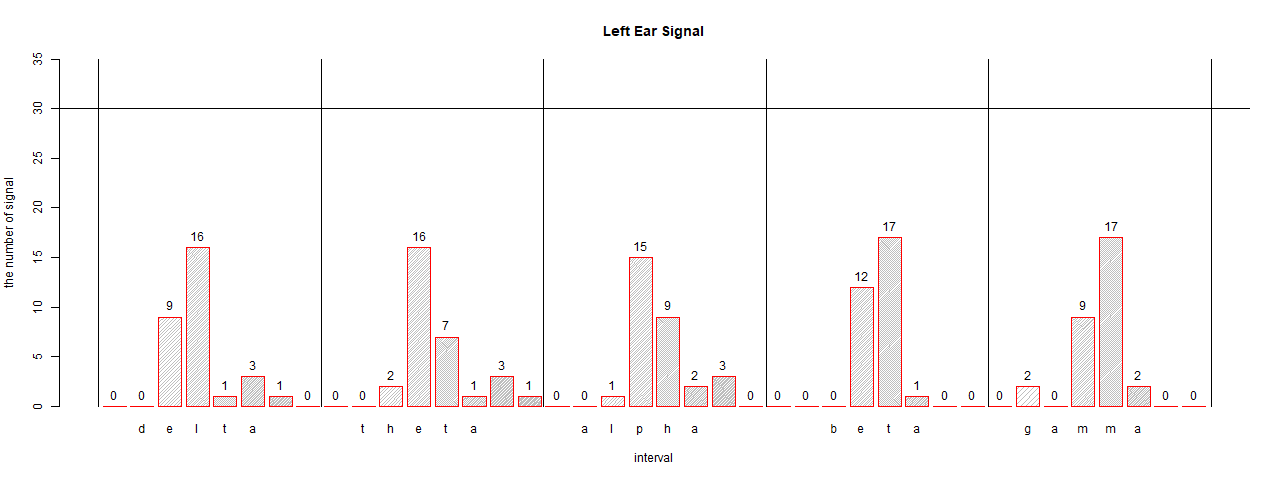 Left Ear Signal
the number of signal
35
30
25
20
15
10
5
0
0 0 9 16 1 3 1 0 0 0 2 16 7 1 3 1 0 0 1 15 9 2 3 0 0 0 0 12 17 1 0 0 0 2 0 9 17 2 0 0
d e l t a t h e t a a l p h a b e t a g a m m a
interval